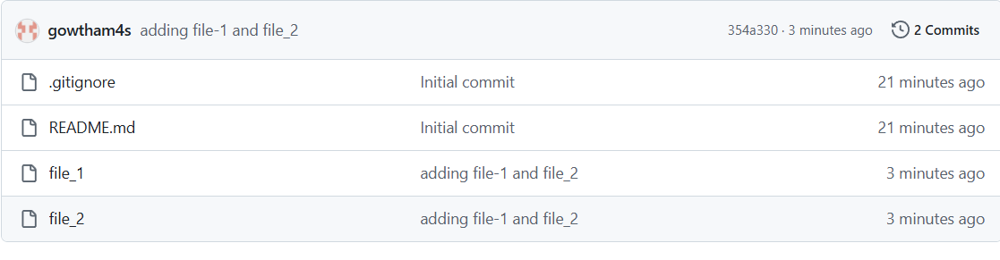 gowtham4s adding file-1 and file_2 354a330 · 3 minutes ago 2 Commits
.gitignore Initial commit 21 minutes ago
README.md Initial commit 21 minutes ago
file_1 adding file-1 and file_2 3 minutes ago
file_2 adding file-1 and file_2 3 minutes ago